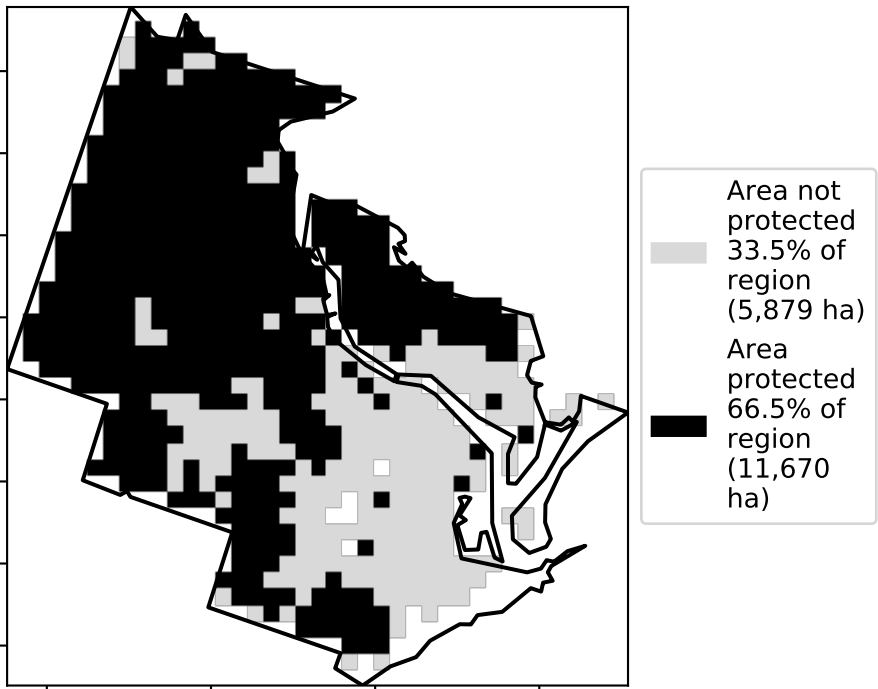 Area not
protected
33.5% of
region
(5,879 ha)
Area
protected
66.5% of
region
(11,670
ha)